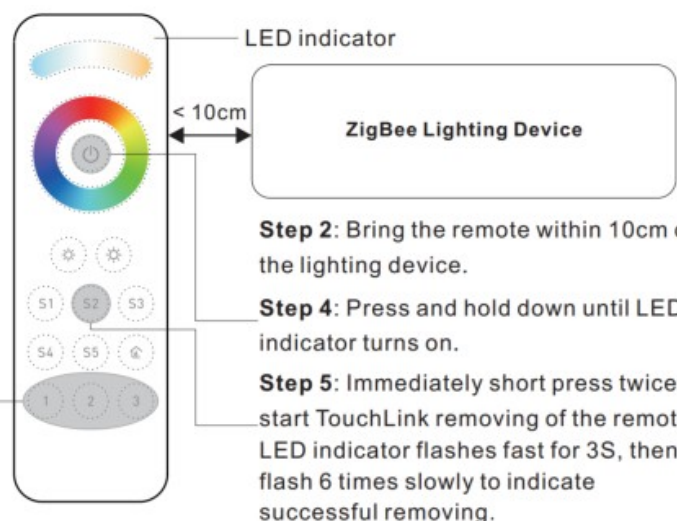 LED indicator
< 10cm
ZigBee Lighting Device
Step 2: Bring the remote within 10cm
the lighting device.
Step 4: Press and hold down until LED
indicator turns on.
Step 5: Immediately short press twice
start TouchLink removing of the
LED indicator flashes fast for 3S, then
flash 6 times slowly to indicate
successful removing.
S1 S2 S3
S4 S5
1 2 3